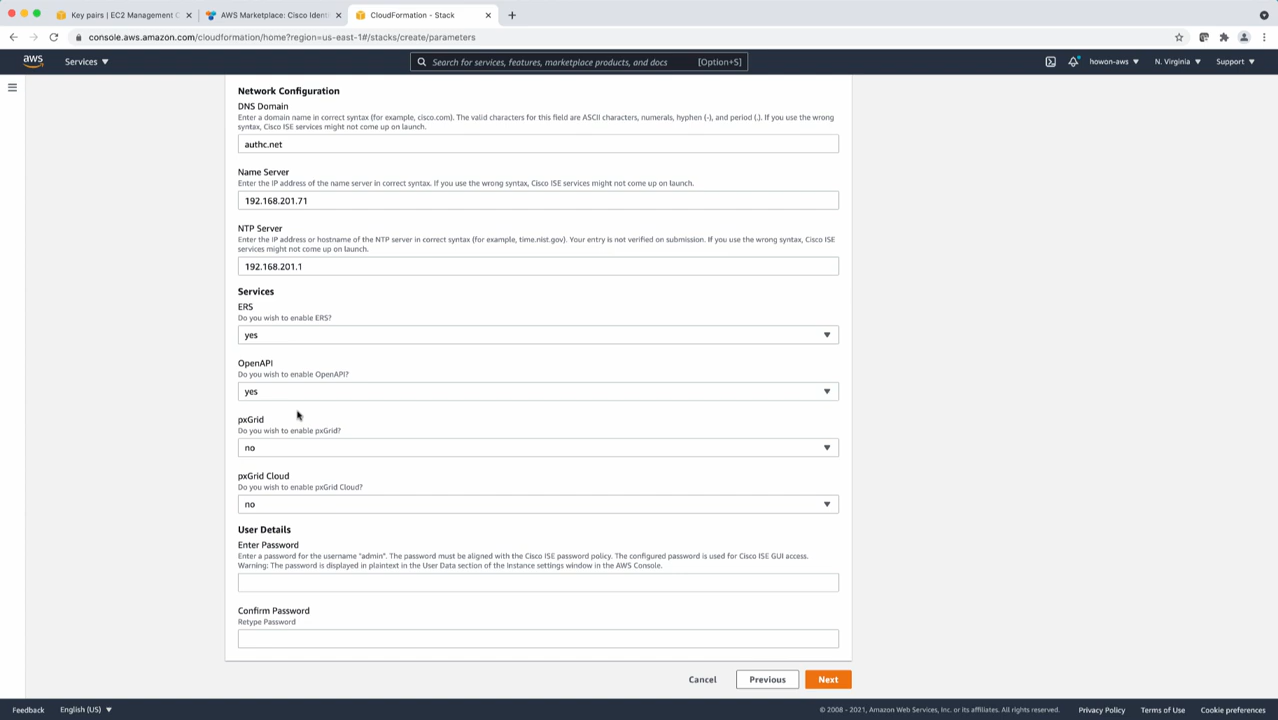 Key pairs | EC2 Management C
AWS Marketplace: Cisco Identi
CloudFormation - Stack
console.aws.amazon.com/cloudformation/home?region=us-east-1#/stacks/create/parameters
aws
Services
Search for services, features, marketplace products, and docs
[Option+S]
howon-aws
N. Virginia
Support
Network Configuration
DNS Domain
Enter a domain name in correct syntax (for example, cisco.com). The valid characters for this field are ASCII characters, numerals, hyphen (-), and period (.). If you use the wrong
syntax, Cisco ISE services might not come up on launch.
authc.net
Name Server
Enter the IP address of the name server in correct syntax. If you use the wrong syntax, Cisco ISE services might not come up on launch.
192.168.201.71
NTP Server
Enter the IP address or hostname of the NTP server in correct syntax (for example, time.nist.gov). Your entry is not verified on submission. If you use the wrong syntax, Cisco ISE
services might not come up on launch.
192.168.201.1
Services
ERS
Do you wish to enable ERS?
yes
OpenAPI
Do you wish to enable OpenAPI?
yes
pxGrid
Do you wish to enable pxGrid?
no
pxGrid Cloud
Do you wish to enable pxGrid Cloud?
no
User Details
Enter Password
Enter a password for the username "admin". The password must be aligned with the Cisco ISE password policy. The configured password is used for Cisco ISE GUI access.
Warning: The password is displayed in plaintext in the User Data section of the Instance settings window in the AWS Console.
Confirm Password
Retype Password
Cancel
Previous
Next
Feedback
English (US)
© 2008 - 2021, Amazon Web Services, Inc. or its affiliates. All rights reserved.
Privacy Policy
Terms of Use
Cookie preferences